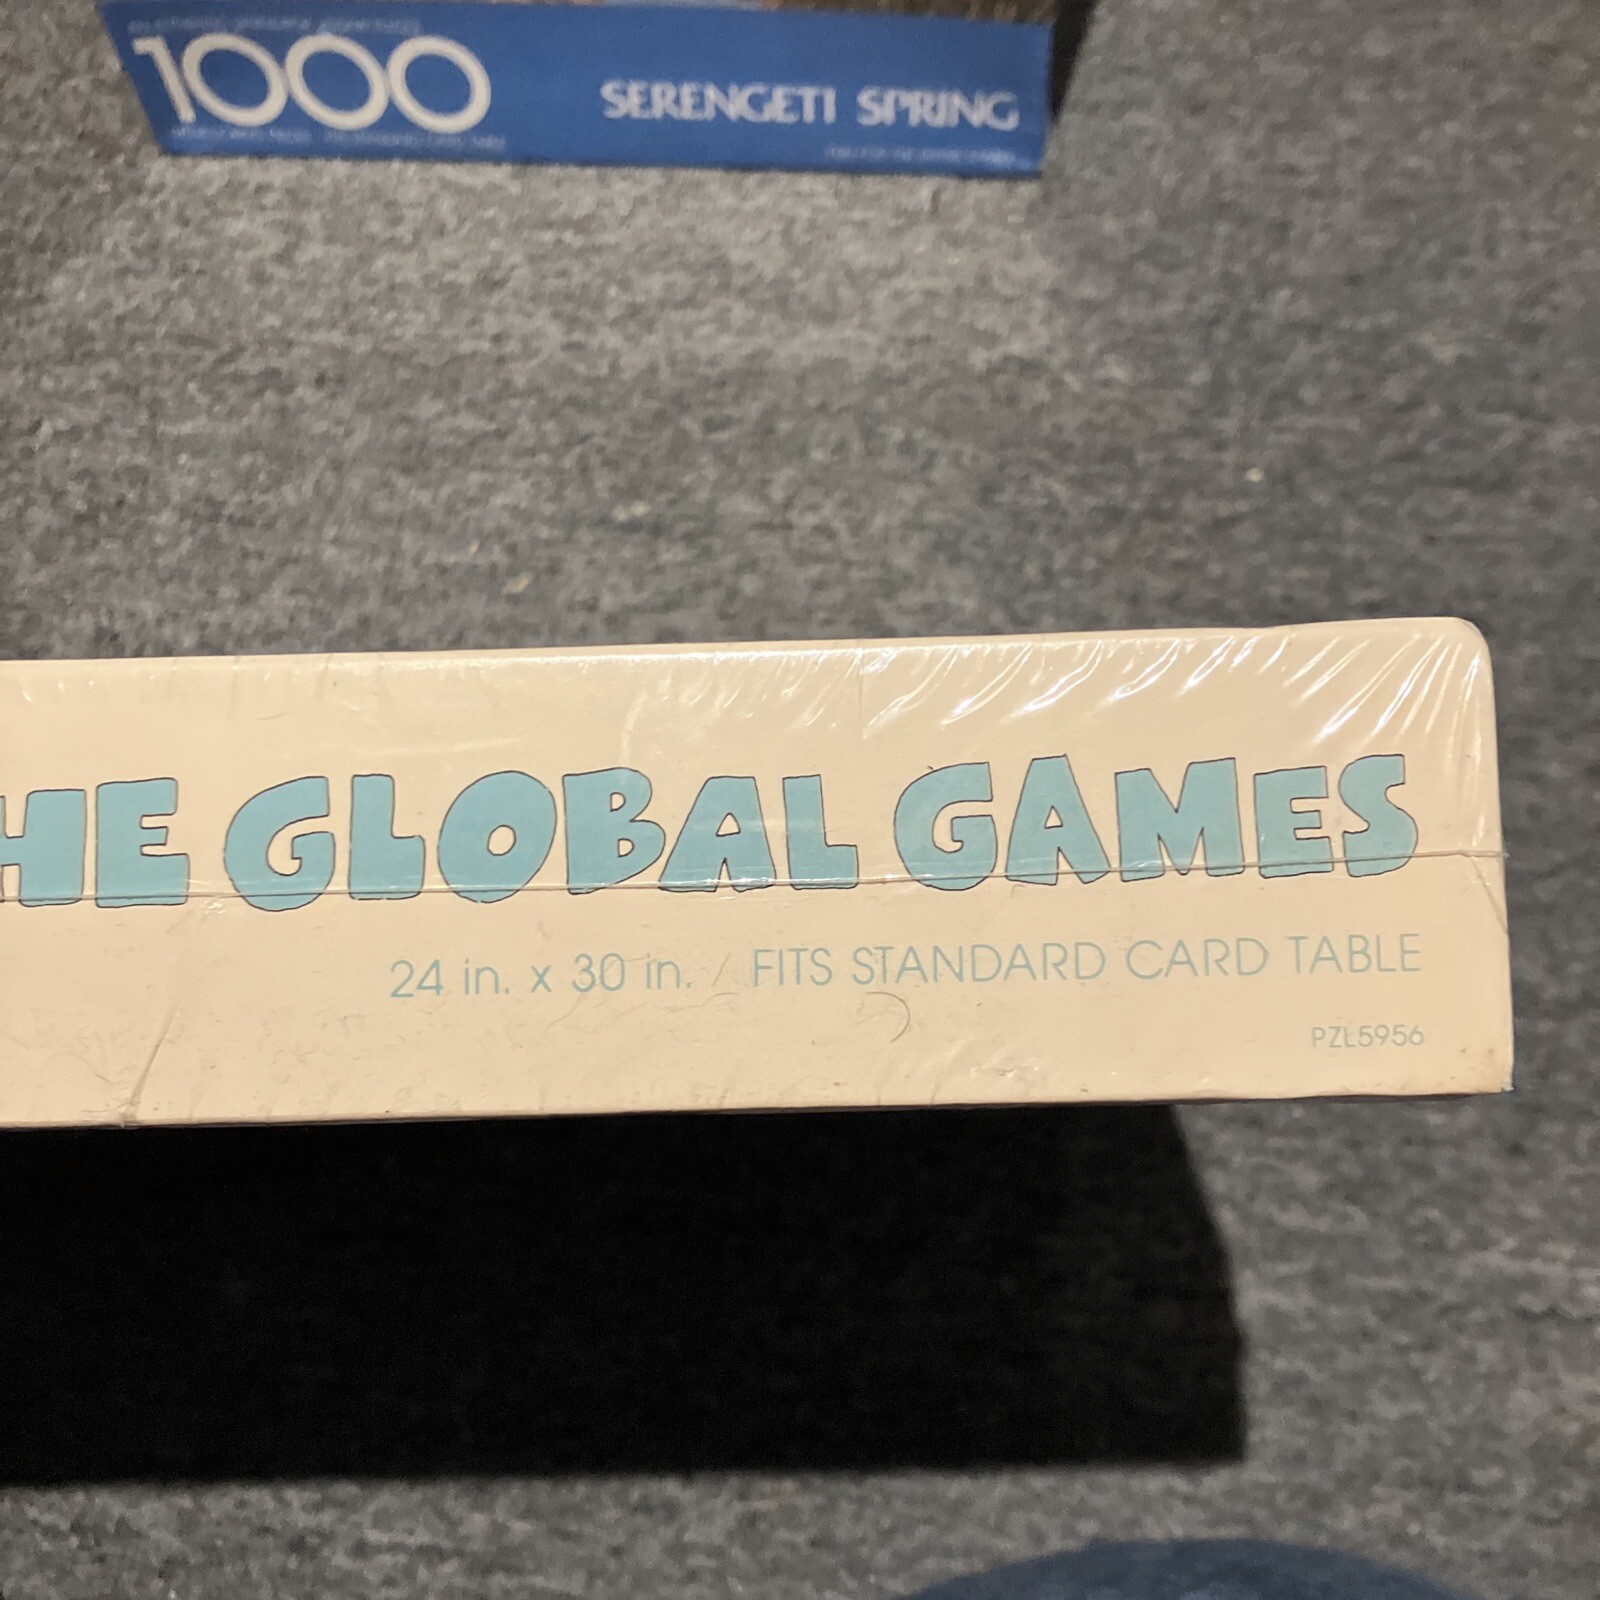 1000
SERENGETI SPRING
HE GLOBAL GAMES
24 in. x 30 in. / FITS STANDARD CARD TABLE
PZL5956